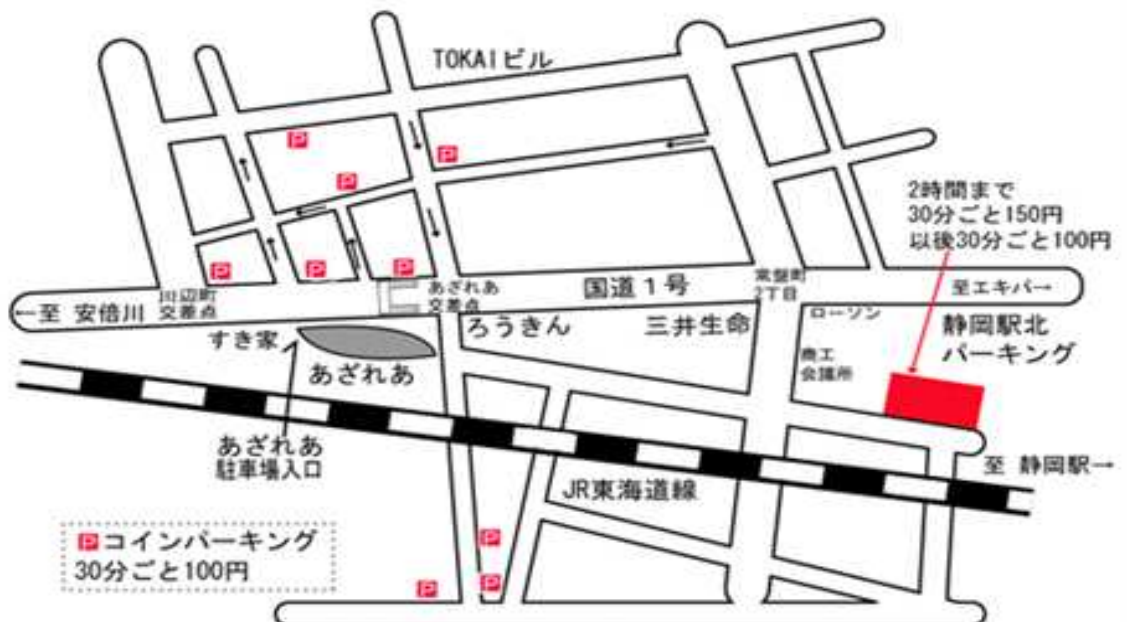 TOKAIビル
2時間まで
30分ごと150円
以後30分ごと100円
国道1号
常盤町
2丁目
至エキパ→
あざれあ
交差点
←至 安倍川
川辺町
交差点
ろうきん
三井生命
ローソン
静岡駅北
パーキング
すき家
あざれあ
商工
会議所
あざれあ
駐車場入口
JR東海道線
至 静岡駅→
P コインパーキング
30分ごと100円
P
P
P
P
P
P
P
P
P